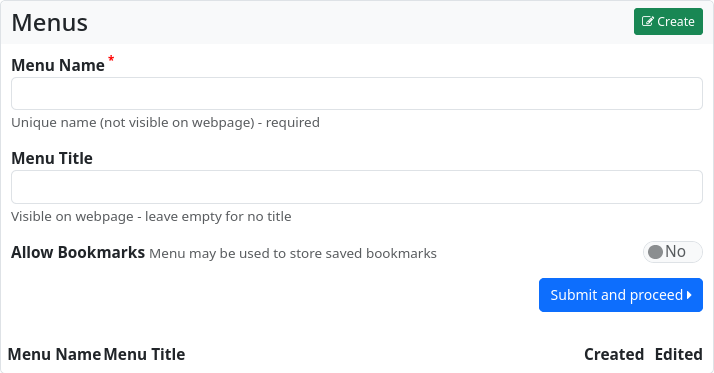 Menus
Create
Menu Name *
Unique name (not visible on webpage) - required
Menu Title
Visible on webpage - leave empty for no title
Allow Bookmarks Menu may be used to store saved bookmarks No
Submit and proceed
Menu Name Menu Title Created Edited